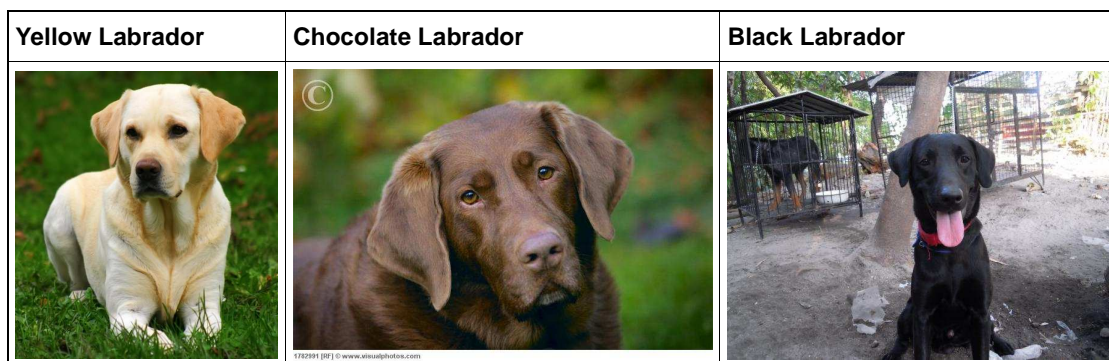 Yellow Labrador
Chocolate Labrador
Black Labrador
©
1782991 [RF] © www.visualphotos.com